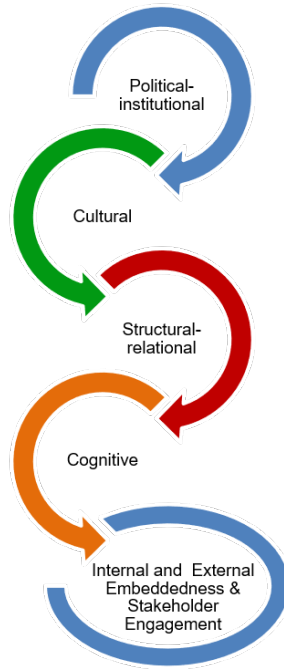 Political-
institutional
Cultural
Structural-
relational
Cognitive
Internal and External
Embeddedness &
Stakeholder
Engagement